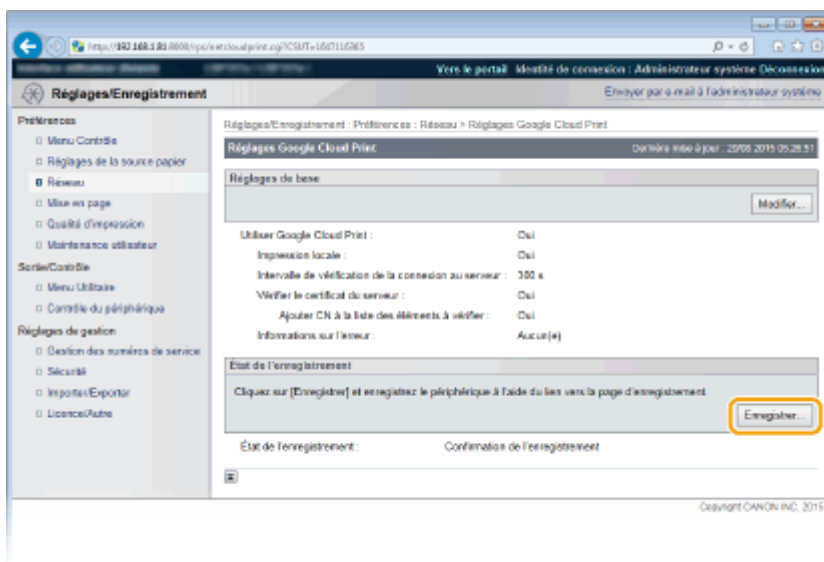 Vers le portail Identité de connexion : Administrateur système Déconnexion
Réglages/Enregistrement
Envoyer par e-mail à l'administrateur système
Préférences
Menu Contrôle
Réglages de la source papier
Réseau
Mise en page
Qualité d'impression
Maintenance utilisateur
Sortie/Contrôle
Menu Utilitaire
Contrôle du périphérique
Réglages de gestion
Gestion des numéros de service
Sécurité
Importer/Exporter
Licence/Autre
Réglages/Enregistrement : Préférences : Réseau > Réglages Google Cloud Print
Réglages Google Cloud Print
Dernière mise à jour :
Réglages de base
Modifier...
Utiliser Google Cloud Print : Oui
Impression locale : Oui
Intervalle de vérification de la connexion au serveur : 300 s
Vérifier le certificat du serveur : Oui
Ajouter CN à la liste des éléments à vérifier : Oui
Informations sur l'erreur : Aucun(e)
État de l'enregistrement
Cliquez sur [Enregistrer] et enregistrez le périphérique à l'aide du lien vers la page d'enregistrement.
Enregistrer...
État de l'enregistrement : Confirmation de l'enregistrement
Copyright CANON INC. 2015